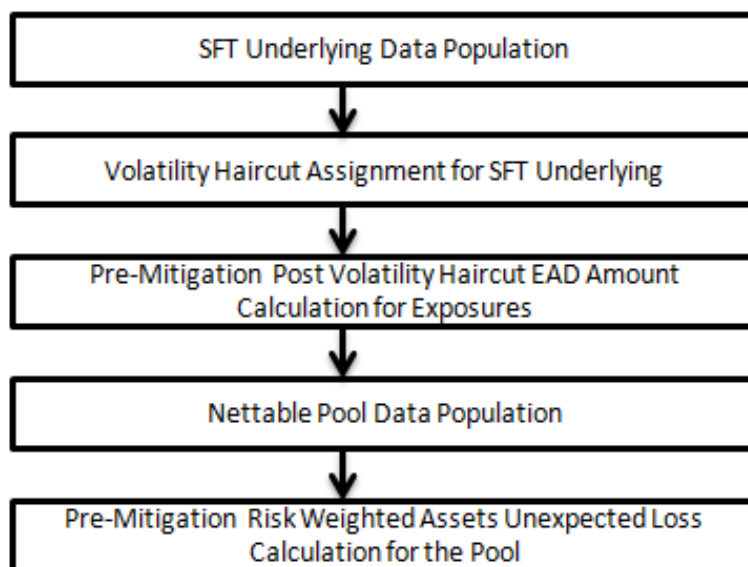 SFT Underlying Data Population
Volatility Haircut Assignment for SFT Underlying
Pre-Mitigation Post Volatility Haircut EAD Amount
Calculation for Exposures
Nettable Pool Data Population
Pre-Mitigation Risk Weighted Assets Unexpected Loss
Calculation for the Pool